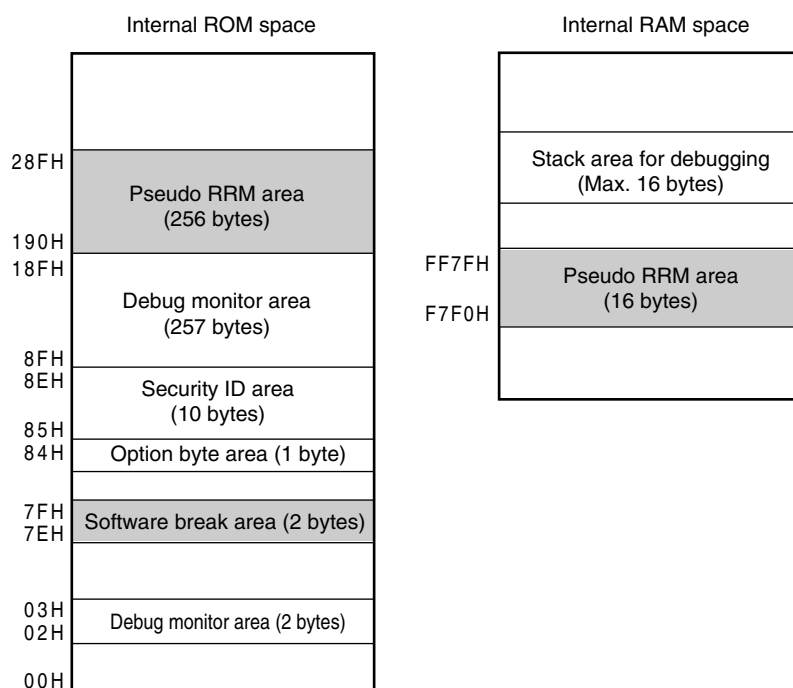 Internal ROM space
28FH
Pseudo RRM area
(256 bytes)
190H
18FH
Debug monitor area
(257 bytes)
8FH
8EH
Security ID area
(10 bytes)
85H
84H
Option byte area (1 byte)
7FH
Software break area (2 bytes)
7EH
03H
Debug monitor area (2 bytes)
02H
00H
Internal RAM space
Stack area for debugging
(Max. 16 bytes)
FF7FH
Pseudo RRM area
(16 bytes)
F7F0H